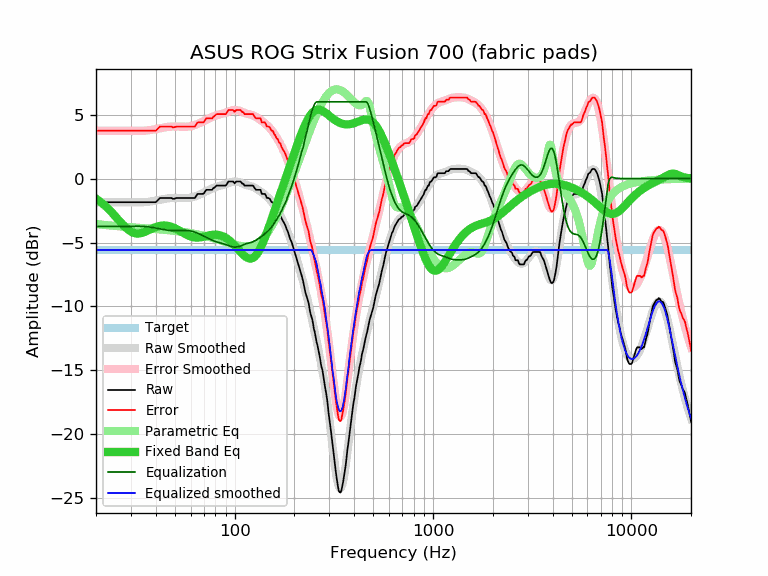 ASUS ROG Strix Fusion 700 (fabric pads)
Amplitude (dBr)
5
0
−5
−10
−15
−20
−25
Target
Raw Smoothed
Error Smoothed
Raw
Error
Parametric Eq
Fixed Band Eq
Equalization
Equalized smoothed
100
1000
10000
Frequency (Hz)